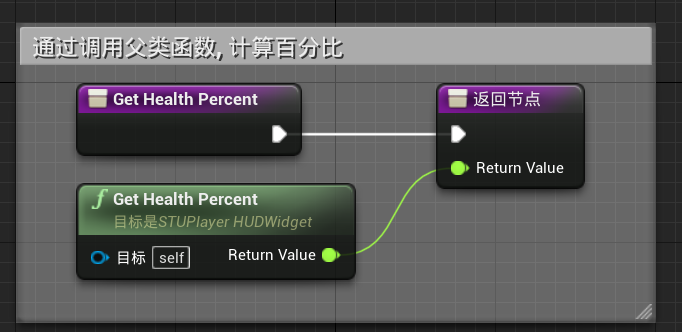 通过调用父类函数, 计算百分比
Get Health Percent
返回节点
Return Value
f Get Health Percent
目标是STUPlayer HUDWidget
目标 self Return Value